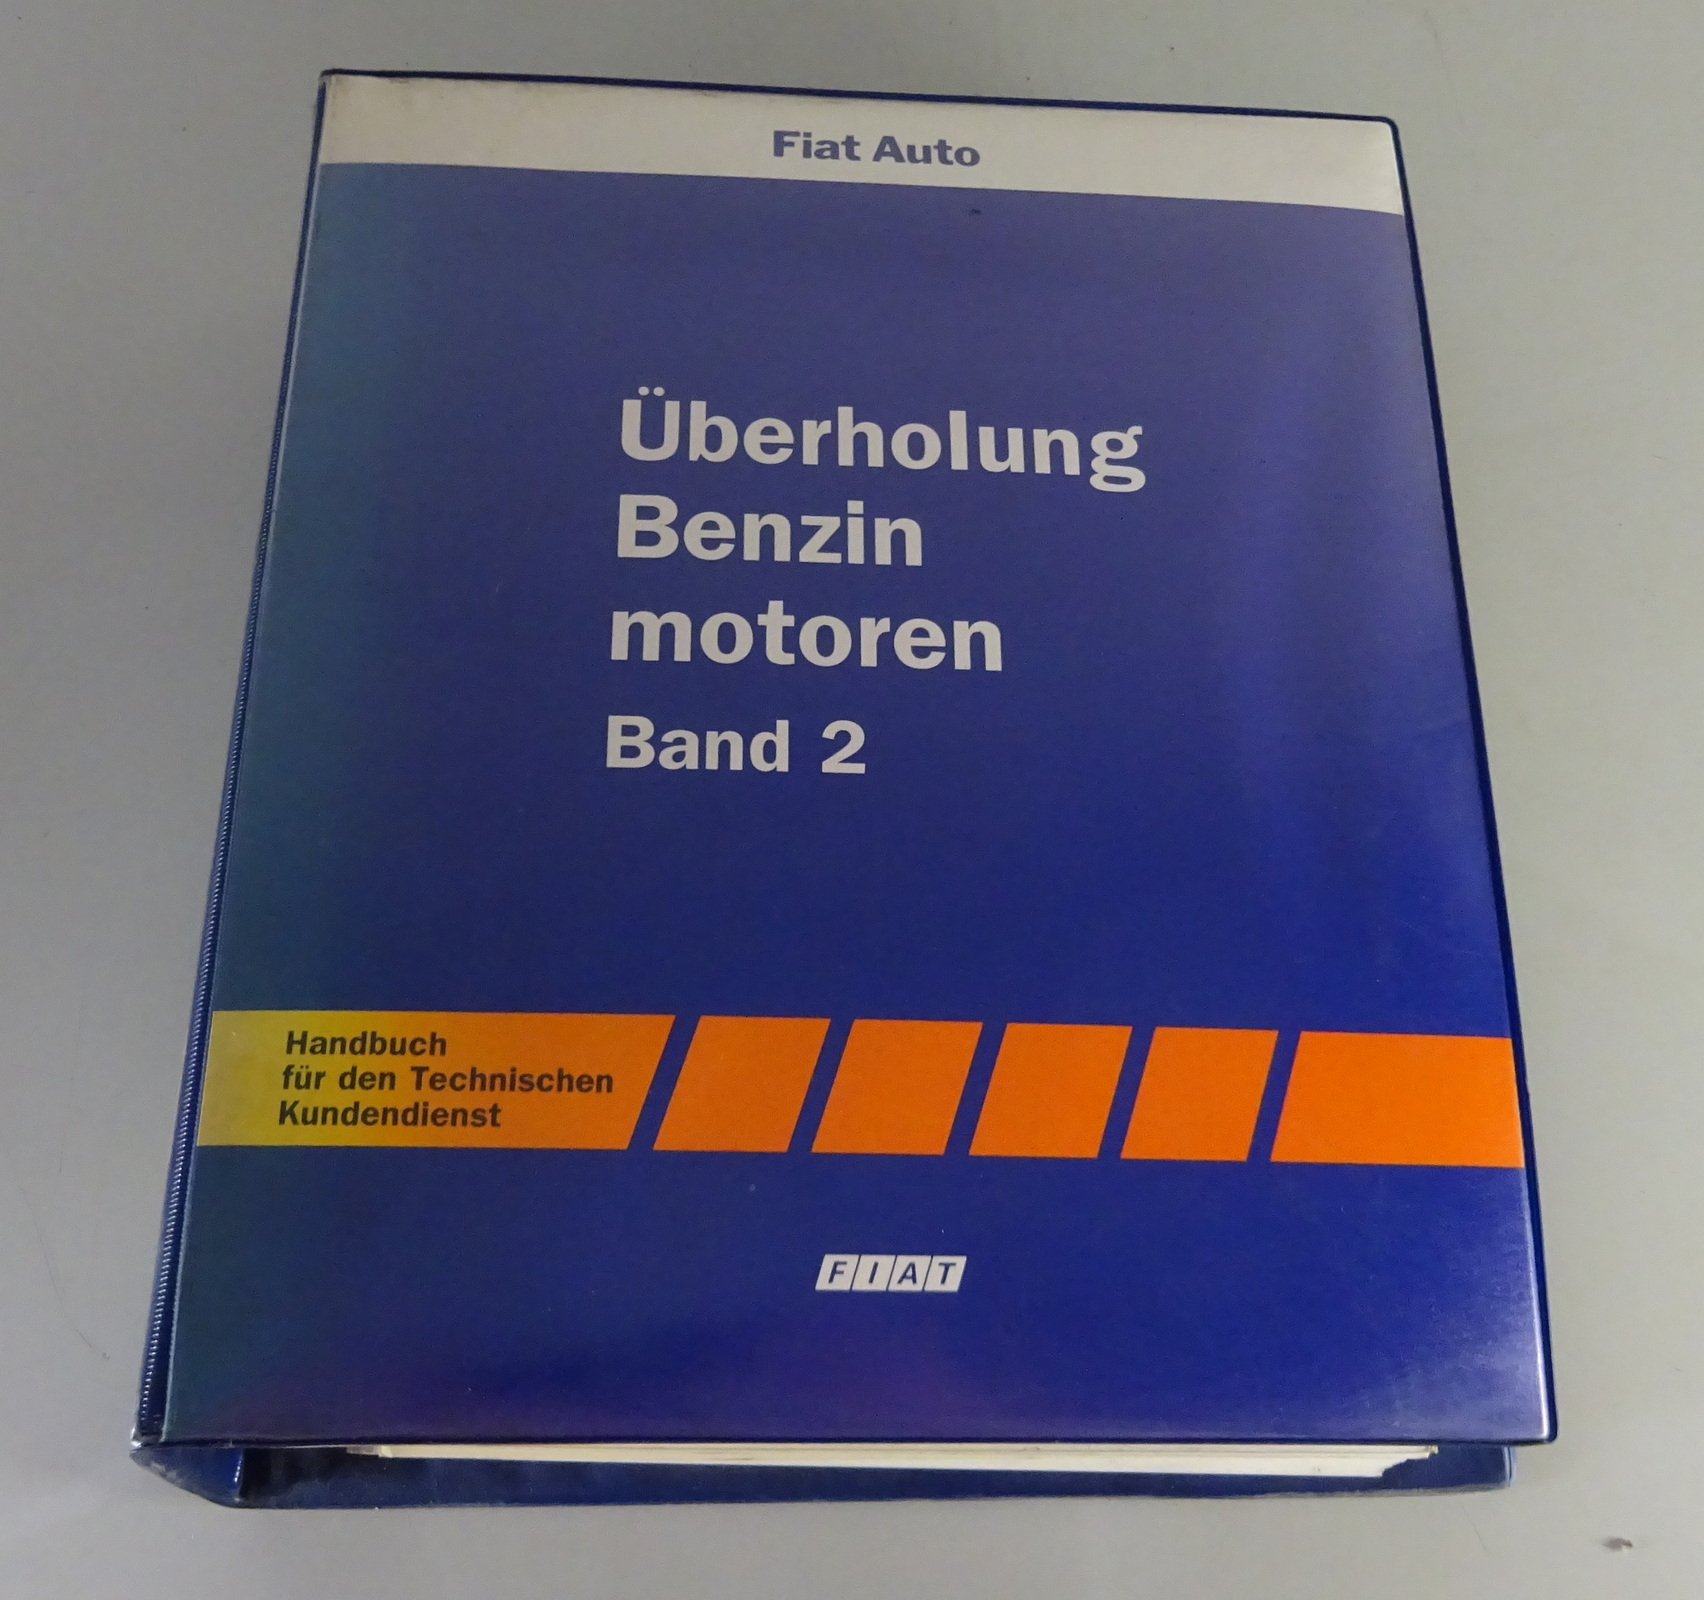 Fiat Auto
Überholung
Benzin
motoren
Band 2
Handbuch
für den Technischen
Kundendienst
FIAT